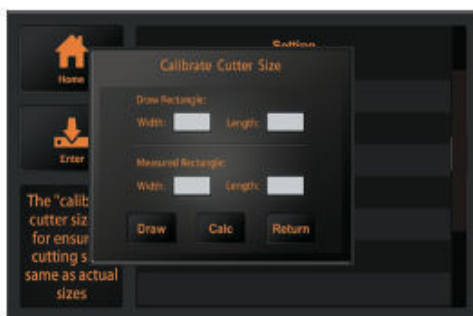 Setting
Home
Calibrate Cutter Size
Draw Rectangle:
Width: Length:
Enter
Measured Rectangle:
Width: Length:
The "calib
cutter siz
for ensur
cutting s
same as actual
sizes
Draw Calc Return